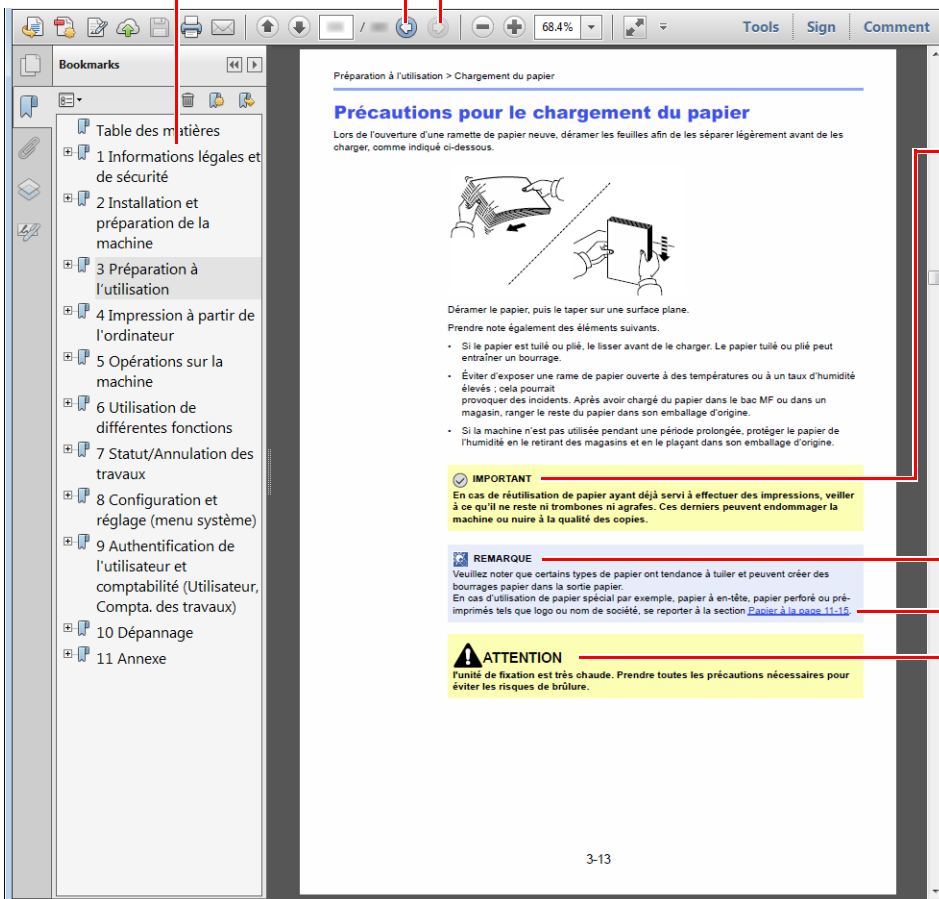 68.4%
Tools
Sign
Comment
Bookmarks
Table des matières
1 Informations légales et
de sécurité
2 Installation et
préparation de la
machine
3 Préparation à
l'utilisation
4 Impression à partir de
l'ordinateur
5 Opérations sur la
machine
6 Utilisation de
différentes fonctions
7 Statut/Annulation des
travaux
8 Configuration et
réglage (menu système)
9 Authentification de
l'utilisateur et
comptabilité (Utilisateur,
Compta. des travaux)
10 Dépannage
11 Annexe
Préparation à l'utilisation > Chargement du papier
Précautions pour le chargement du papier
Lors de l'ouverture d'une ramette de papier neuve, déramer les feuilles afin de les séparer légèrement avant de les
charger, comme indiqué ci-dessous.
Déramer le papier, puis le taper sur une surface plane.
Prendre note également des éléments suivants.
• Si le papier est tuilé ou plié, le lisser avant de le charger. Le papier tuilé ou plié peut
entraîner un bourrage.
• Éviter d'exposer une rame de papier ouverte à des températures ou à un taux d'humidité
élevés ; cela pourrait
provoquer des incidents. Après avoir chargé du papier dans le bac MF ou dans un
magasin, ranger le reste du papier dans son emballage d'origine.
• Si la machine n'est pas utilisée pendant une période prolongée, protéger le papier de
l'humidité en le retirant des magasins et en le plaçant dans son emballage d'origine.
IMPORTANT
En cas de réutilisation de papier ayant déjà servi à effectuer des impressions, veiller
à ce qu'il ne reste ni trombones ni agrafes. Ces derniers peuvent endommager la
machine ou nuire à la qualité des copies.
REMARQUE
Veuillez noter que certains types de papier ont tendance à tuiler et peuvent créer des
bourrages papier dans la sortie papier.
En cas d'utilisation de papier spécial par exemple, papier à en-tête, papier perforé ou pré-
imprimés tels que logo ou nom de société, se reporter à la section Papier à la page 11-15.
ATTENTION
l'unité de fixation est très chaude. Prendre toutes les précautions nécessaires pour
éviter les risques de brûlure.
3-13